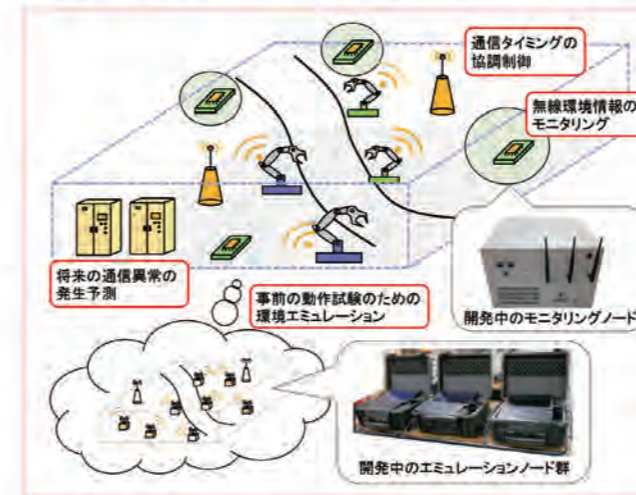 通信タイミングの
協調制御
無線環境情報の
モニタリング
将来の通信異常の
発生予測
事前の動作試験のための
環境エミュレーション
開発中のモニタリングノード
開発中のエミュレーションノード群